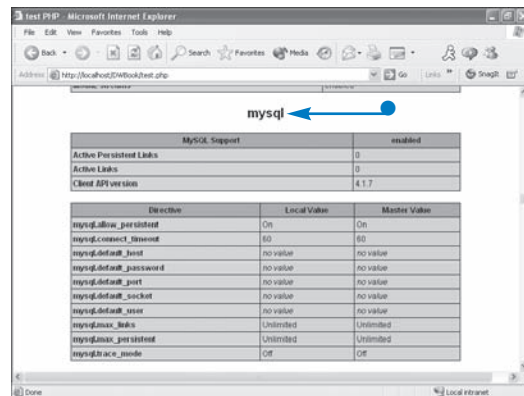 test PHP - Microsoft Internet Explorer
File Edit View Favorites Tools Help
Back Search Favorites Media
Address http://localhost/DWBook/test.php Go Links SnagIt
enabled
mysql
MySQL Support enabled
Active Persistent Links 0
Active Links 0
Client API version 4.1.7
Directive Local Value Master Value
mysql.allow_persistent On On
mysql.connect_timeout 60 60
mysql.default_host no value no value
mysql.default_password no value no value
mysql.default_port no value no value
mysql.default_socket no value no value
mysql.default_user no value no value
mysql.max_links Unlimited Unlimited
mysql.max_persistent Unlimited Unlimited
mysql.trace_mode Off Off
Done Local intranet